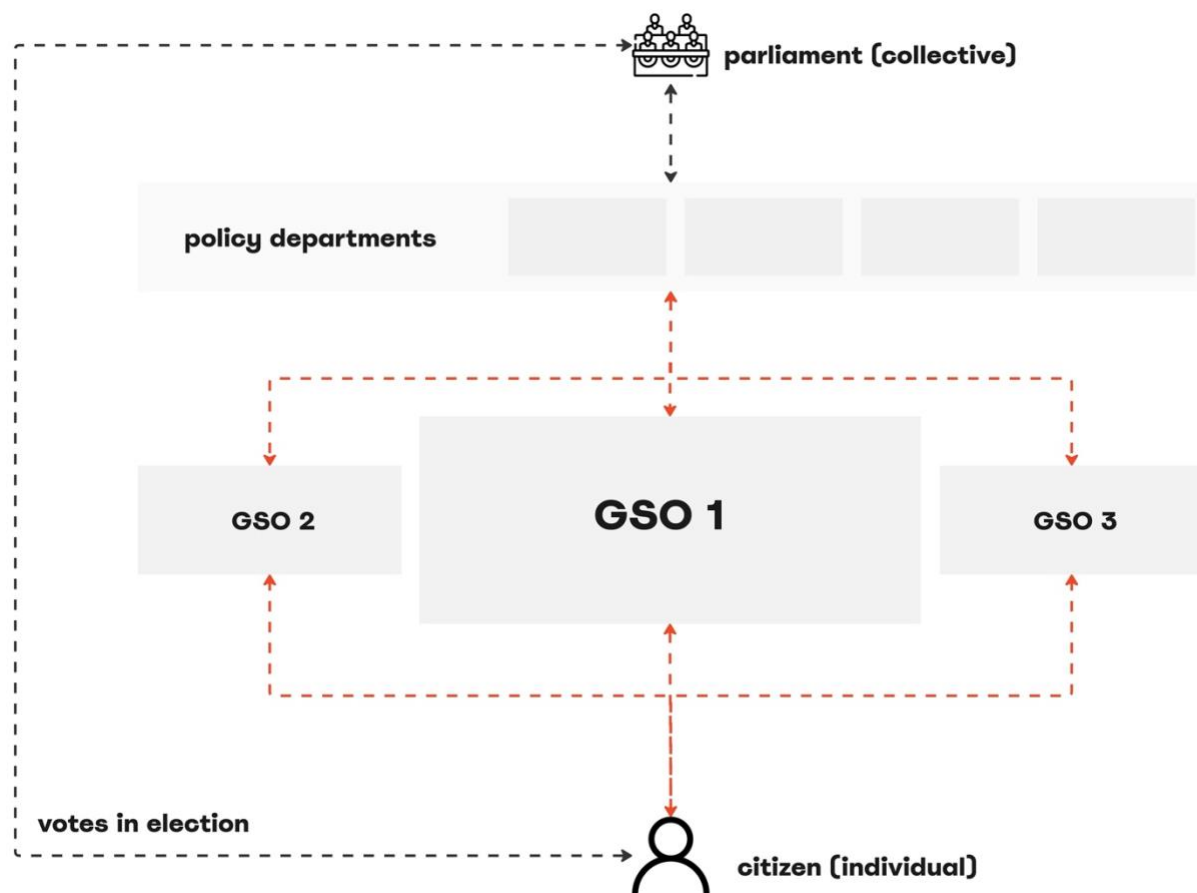 parliament (collective)
policy departments
GSO 2
GSO 1
GSO 3
votes in election
citizen (individual)